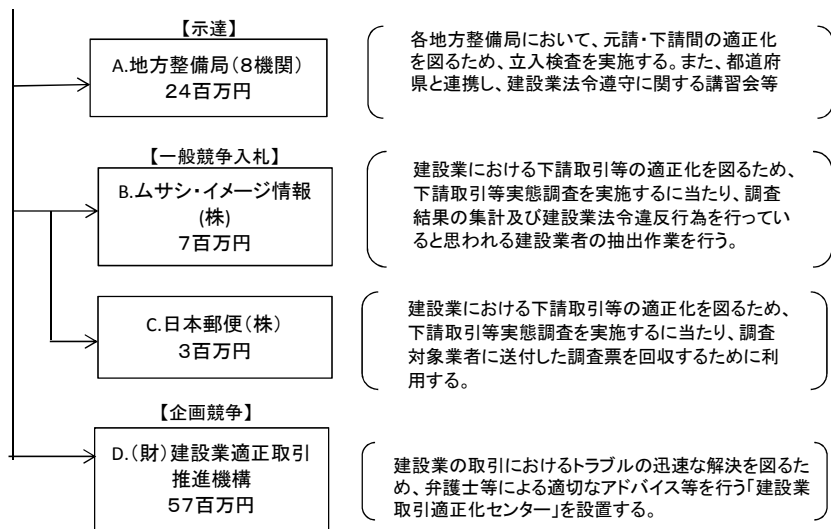 【示達】
A.地方整備局(8機関)
24百万円
各地方整備局において、元請・下請間の適正化
を図るため、立入検査を実施する。また、都道府
県と連携し、建設業法令遵守に関する講習会等
【一般競争入札】
B.ムサシ・イメージ情報
(株)
7百万円
建設業における下請取引等の適正化を図るため、
下請取引等実態調査を実施するに当たり、調査
結果の集計及び建設業法令違反行為を行ってい
ると思われる建設業者の抽出作業を行う。
C.日本郵便(株)
3百万円
建設業における下請取引等の適正化を図るため、
下請取引等実態調査を実施するに当たり、調査
対象業者に送付した調査票を回収するために利
用する。
【企画競争】
D.(財)建設業適正取引
推進機構
57百万円
建設業の取引におけるトラブルの迅速な解決を図るた
め、弁護士等による適切なアドバイス等を行う「建設業
取引適正化センター」を設置する。